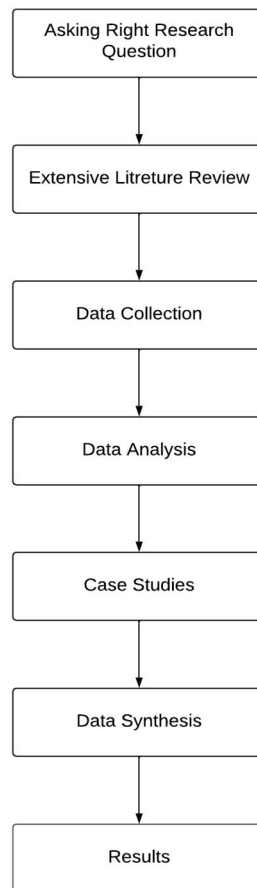 Asking Right Research
Question
Extensive Litreture Review
Data Collection
Data Analysis
Case Studies
Data Synthesis
Results